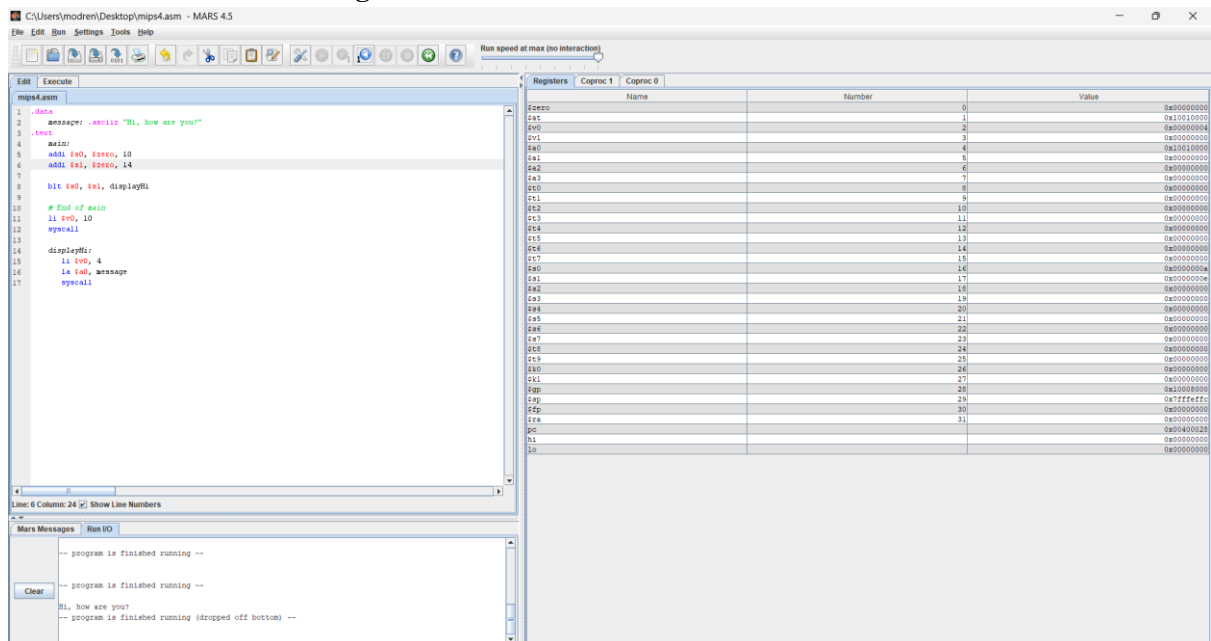 C:\Users\modren\Desktop\mips4.asm - MARS 4.5
File Edit Run Settings Tools Help
Run speed at max (no interaction)
Edit Execute
mips4.asm
1 .data
2 message: .asciiz "Hi, how are you?"
3 .text
4 main:
5 addi $s0, $zero, 10
6 addi $s1, $zero, 14
7
8 blt $s0, $s1, displayHi
9
10 # End of main
11 li $v0, 10
12 syscall
13
14 displayHi:
15 li $v0, 4
16 la $a0, message
17 syscall
Line: 6 Column: 24 Show Line Numbers
Mars Messages Run I/O
-- program is finished running --
-- program is finished running --
Clear
Hi, how are you?
-- program is finished running (dropped off bottom) --
Registers Coproc 1 Coproc 0
Name Number Value
$zero 0 0x00000000
$at 1 0x10010000
$v0 2 0x00000004
$v1 3 0x00000000
$a0 4 0x10010000
$a1 5 0x00000000
$a2 6 0x00000000
$a3 7 0x00000000
$t0 8 0x00000000
$t1 9 0x00000000
$t2 10 0x00000000
$t3 11 0x00000000
$t4 12 0x00000000
$t5 13 0x00000000
$t6 14 0x00000000
$t7 15 0x00000000
$s0 16 0x0000000a
$s1 17 0x0000000e
$s2 18 0x00000000
$s3 19 0x00000000
$s4 20 0x00000000
$s5 21 0x00000000
$s6 22 0x00000000
$s7 23 0x00000000
$t8 24 0x00000000
$t9 25 0x00000000
$k0 26 0x00000000
$k1 27 0x00000000
$gp 28 0x10008000
$sp 29 0x7fffeffc
$fp 30 0x00000000
$ra 31 0x00000000
pc 0x00400028
hi 0x00000000
lo 0x00000000